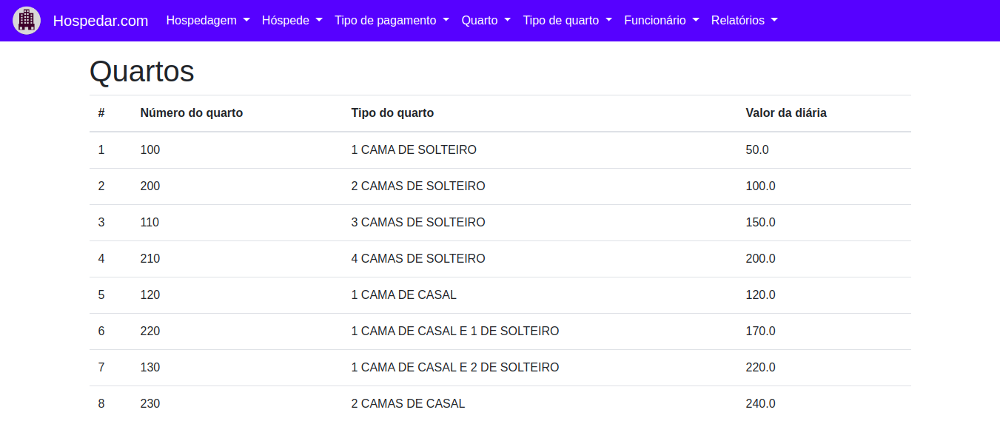 Hospedar.com Hospedagem Hóspede Tipo de pagamento Quarto Tipo de quarto Funcionário Relatórios
Quartos
# Número do quarto Tipo do quarto Valor da diária
1 100 1 CAMA DE SOLTEIRO 50.0
2 200 2 CAMAS DE SOLTEIRO 100.0
3 110 3 CAMAS DE SOLTEIRO 150.0
4 210 4 CAMAS DE SOLTEIRO 200.0
5 120 1 CAMA DE CASAL 120.0
6 220 1 CAMA DE CASAL E 1 DE SOLTEIRO 170.0
7 130 1 CAMA DE CASAL E 2 DE SOLTEIRO 220.0
8 230 2 CAMAS DE CASAL 240.0